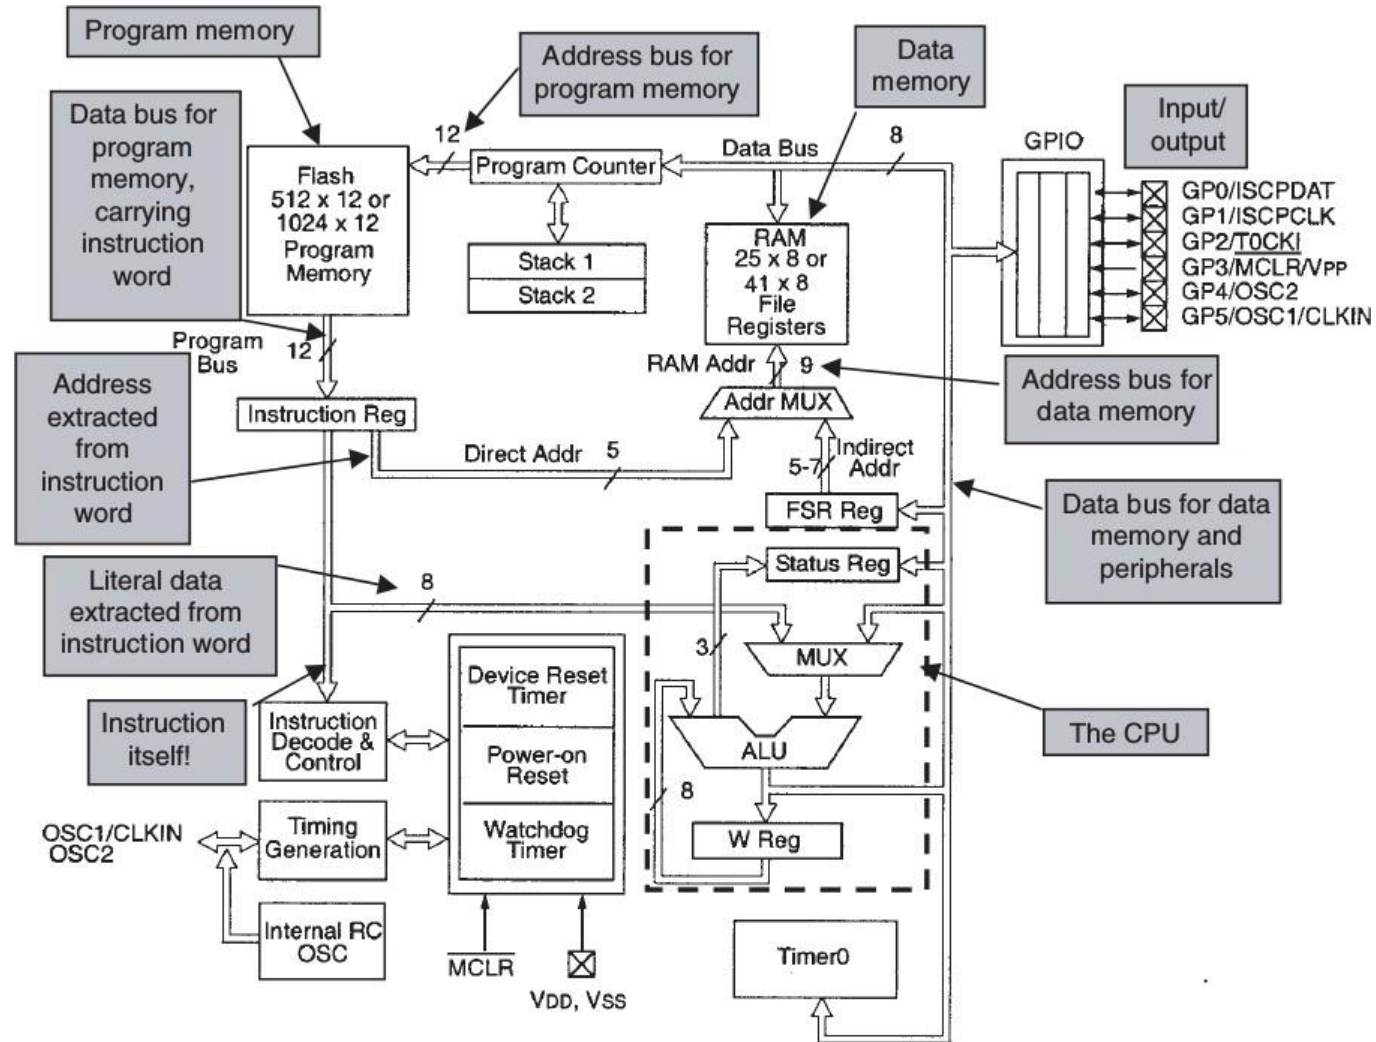 Program memory
Address bus for
program memory
Data
memory
Input/
output
Data bus for
program
memory,
carrying
instruction
word
12
Program Counter
Data Bus
8
GPIO
Flash
512 x 12 or
1024 x 12
Program
Memory
Stack 1
Stack 2
RAM
25 x 8 or
41 x 8
File
Registers
GP0/ISCPDAT
GP1/ISCPCLK
GP2/T0CKI
GP3/MCLR/VPP
GP4/OSC2
GP5/OSC1/CLKIN
Program
Bus
12
RAM Addr
9
Address bus for
data memory
Address
extracted
from
instruction
word
Instruction Reg
Addr MUX
Direct Addr
5
5-7
Indirect
Addr
FSR Reg
Data bus for data
memory and
peripherals
Status Reg
Literal data
extracted from
instruction word
8
3
MUX
Device Reset
Timer
Power-on
Reset
Watchdog
Timer
Instruction
itself!
Instruction
Decode &
Control
ALU
The CPU
8
W Reg
OSC1/CLKIN
OSC2
Timing
Generation
Internal RC
OSC
MCLR
VDD, VSS
Timer0